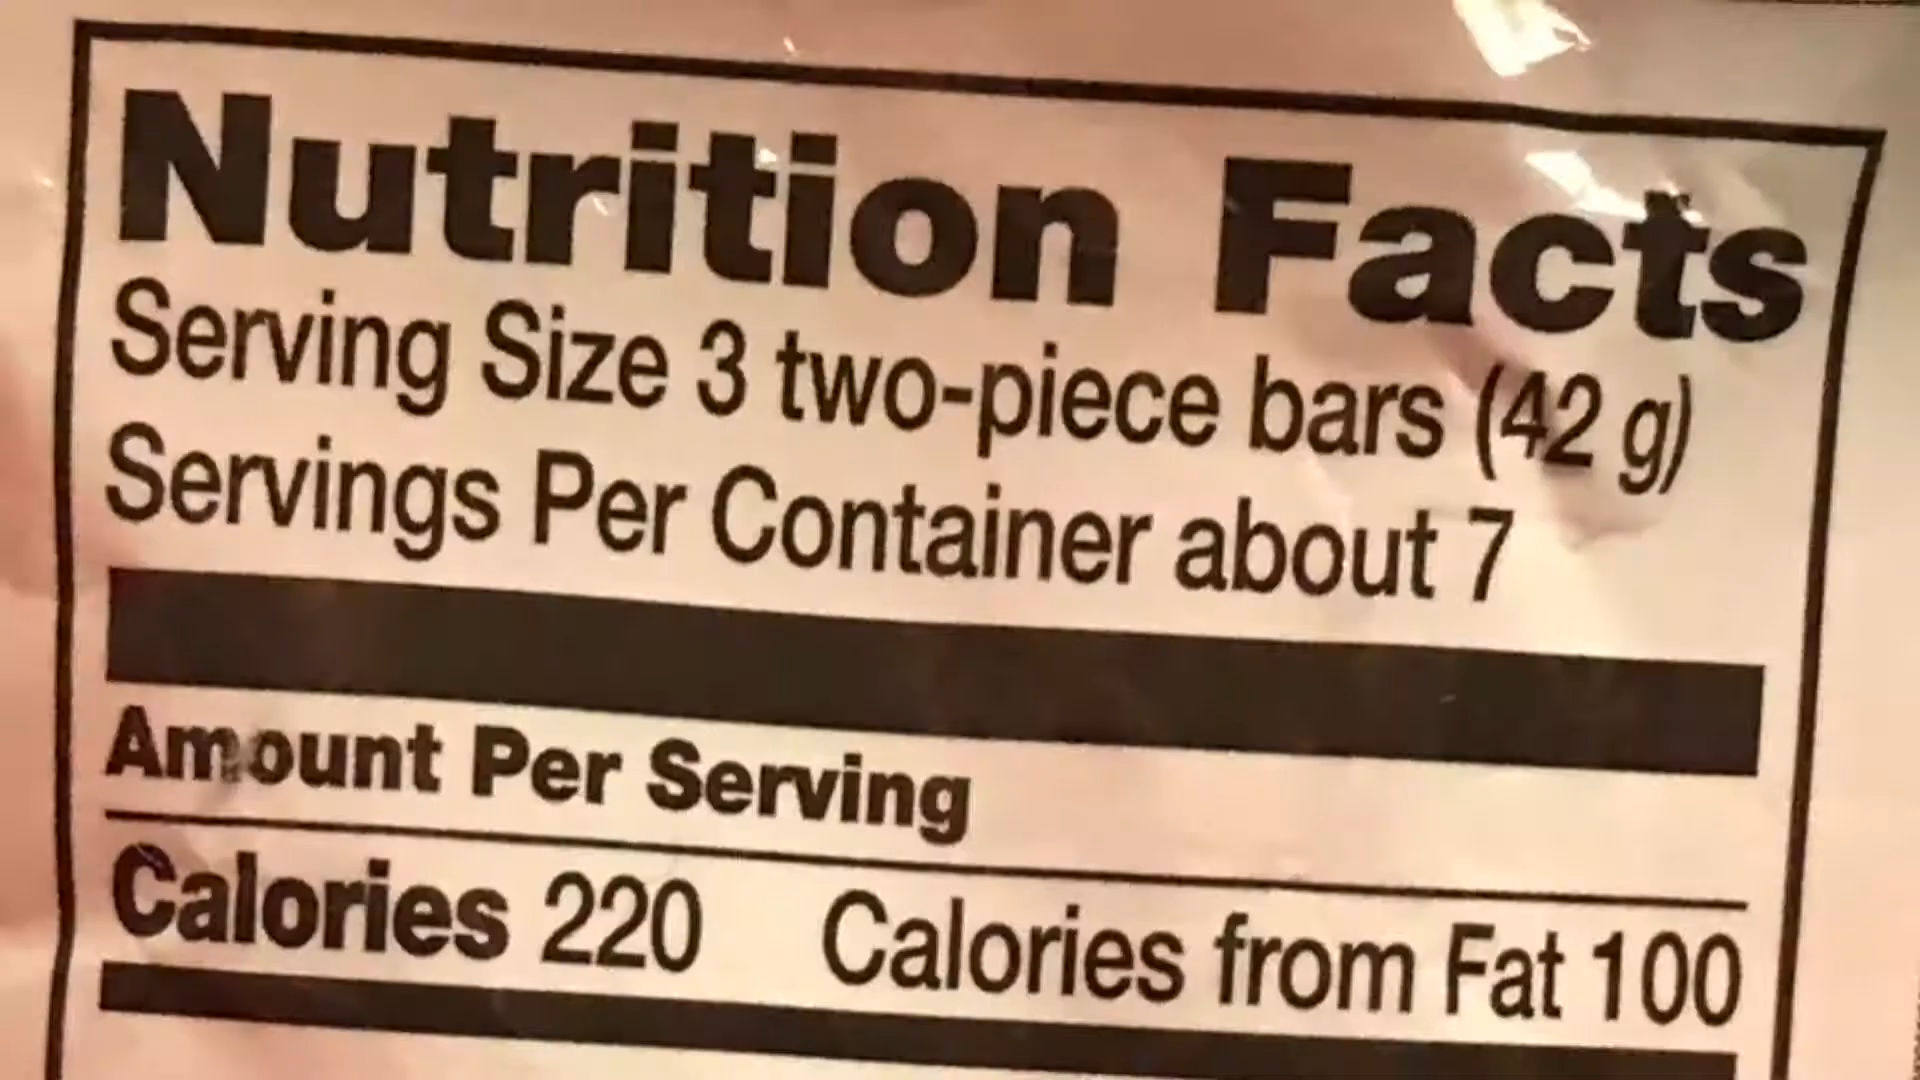 Nutrition Facts
Serving Size 3 two-piece bars (42 g)
Servings Per Container about 7
Amount Per Serving
Calories 220 Calories from Fat 100